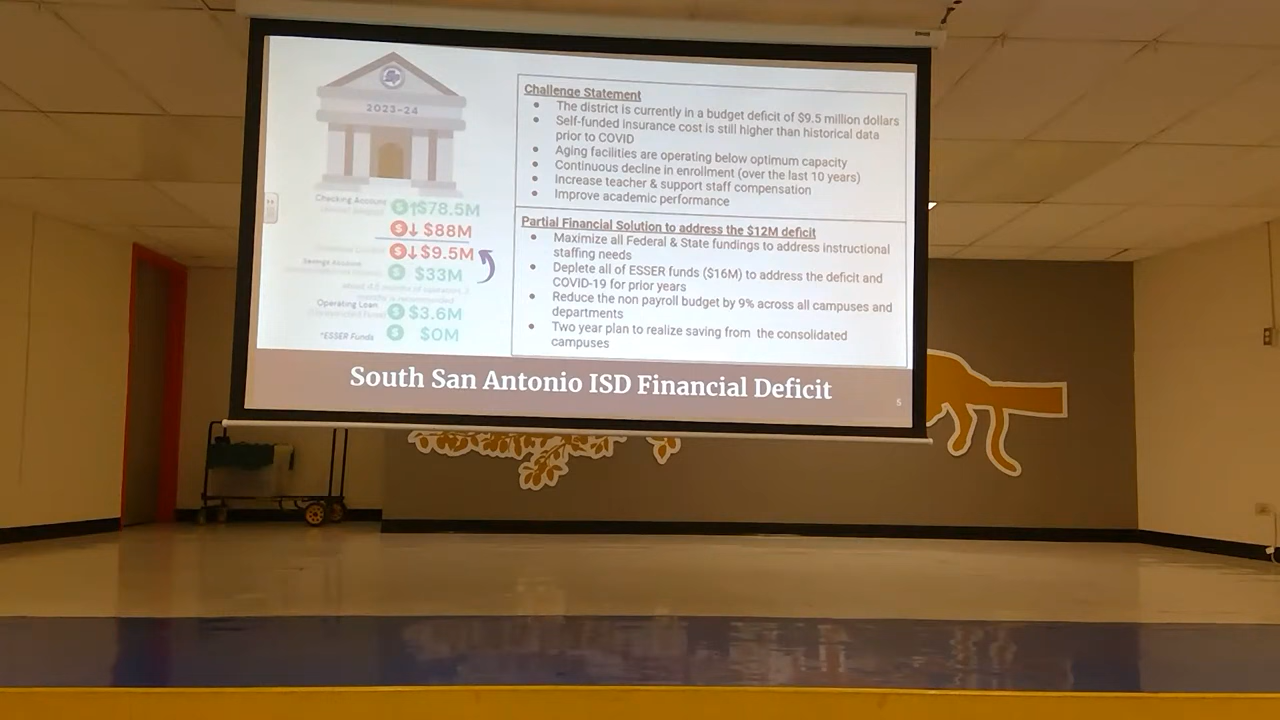 2023-24
Checking Account
$78.5M
$88M
$9.5M
Savings Account
$33M
Operating Loan
$3.6M
*ESSER Funds
$0M
Challenge Statement
The district is currently in a budget deficit of $9.5 million dollars
Self-funded insurance cost is still higher than historical data
prior to COVID
Aging facilities are operating below optimum capacity
Continuous decline in enrollment (over the last 10 years)
Increase teacher & support staff compensation
Improve academic performance
Partial Financial Solution to address the $12M deficit
Maximize all Federal & State fundings to address instructional
staffing needs
Deplete all of ESSER funds ($16M) to address the deficit and
COVID-19 for prior years
Reduce the non payroll budget by 9% across all campuses and
departments
Two year plan to realize saving from the consolidated
campuses
South San Antonio ISD Financial Deficit
5